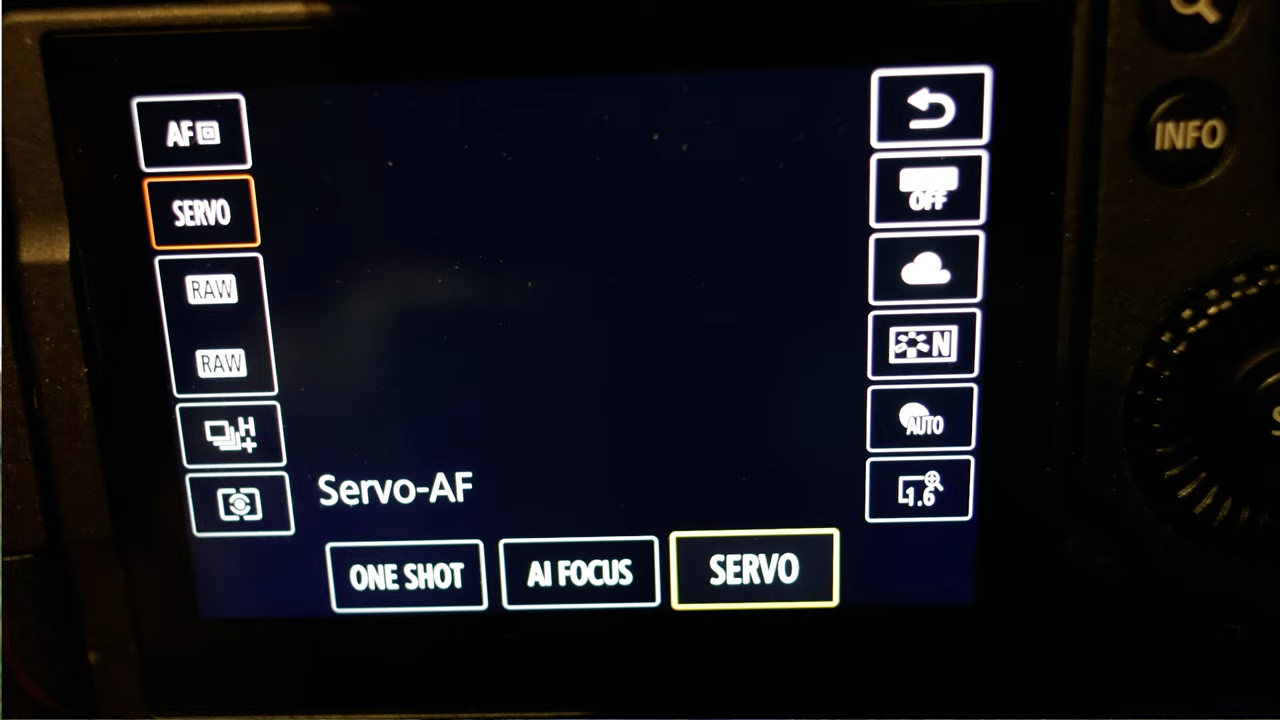 AF
SERVO
RAW
RAW
H+
Servo-AF
ONE SHOT
AI FOCUS
SERVO
OFF
N
AUTO
1.6
INFO